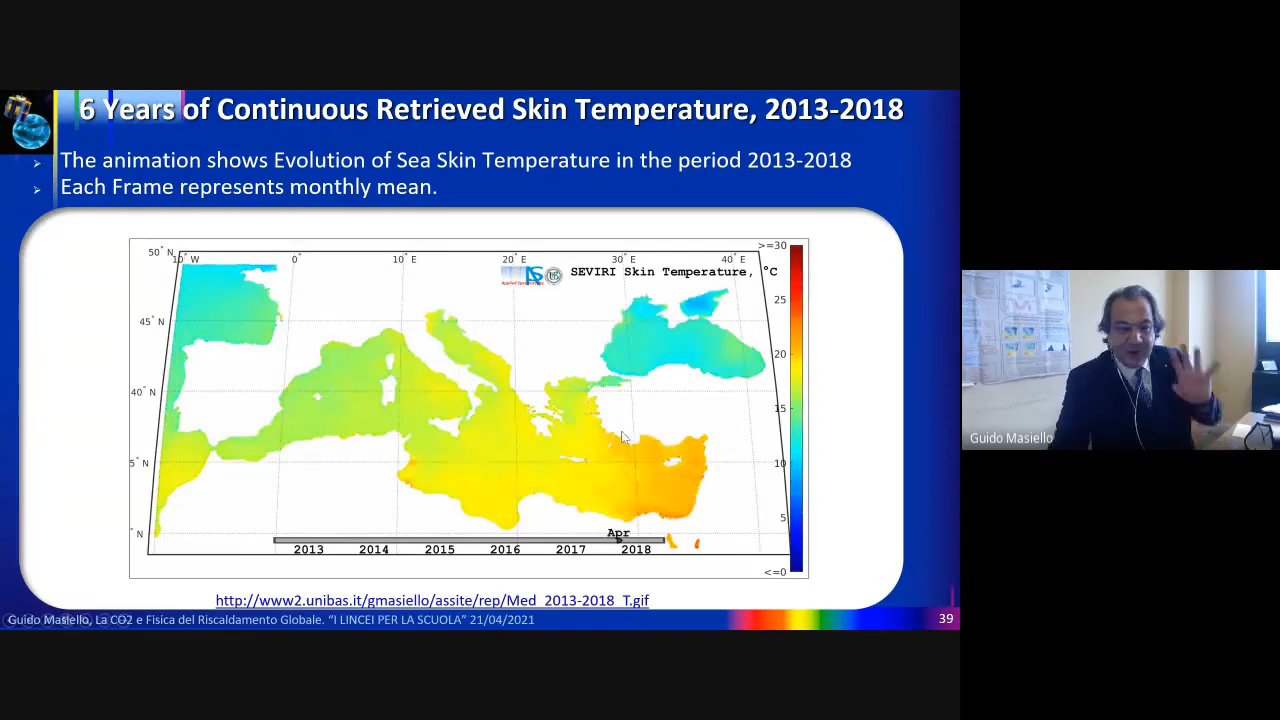 6 Years of Continuous Retrieved Skin Temperature, 2013-2018
The animation shows Evolution of Sea Skin Temperature in the period 2013-2018
Each Frame represents monthly mean.
50° N
10° W
0°
10° E
20° E
30° E
40° E
>=30
SEVIRI Skin Temperature, °C
25
45° N
20
40° N
15
5° N
10
5
° N
Apr
2013 2014 2015 2016 2017 2018
<=0
http://www2.unibas.it/gmasiello/assite/rep/Med_2013-2018_T.gif
Guido Masiello, La CO2 e Fisica del Riscaldamento Globale. “I LINCEI PER LA SCUOLA” 21/04/2021
39
Guido Masiello